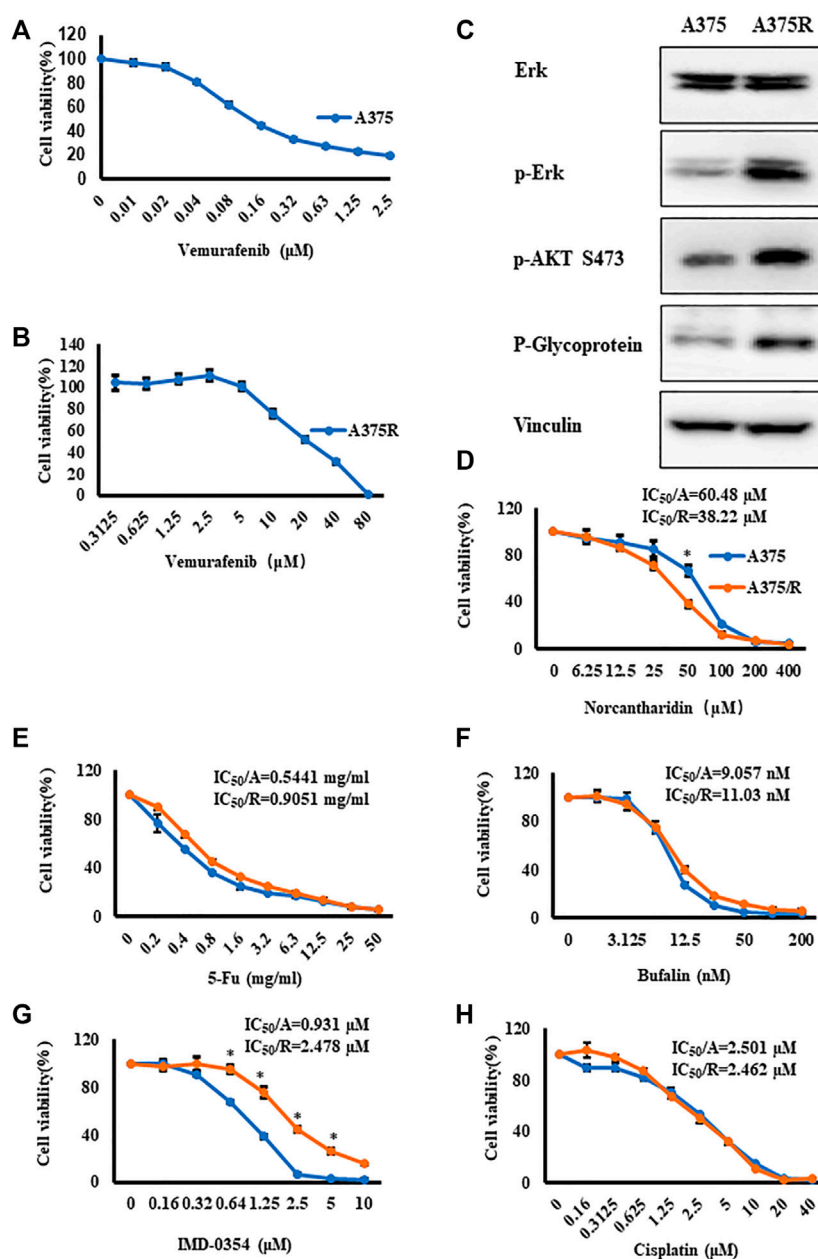 A
Cell viability(%)
120
100
80
60
40
20
0
A375
0 0.01 0.02 0.04 0.08 0.16 0.32 0.63 1.25 2.5
Vemurafenib (μM)
B
Cell viability(%)
140
120
100
80
60
40
20
0
A375R
0.3125 0.625 1.25 2.5 5 10 20 40 80
Vemurafenib (μM)
C
A375 A375R
Erk
p-Erk
p-AKT S473
P-Glycoprotein
Vinculin
D
IC50/A=60.48 μM
IC50/R=38.22 μM
Cell viability(%)
120
80
40
0
*
A375
A375/R
0 6.25 12.5 25 50 100 200 400
Norcantharidin (μM)
E
IC50/A=0.5441 mg/ml
IC50/R=0.9051 mg/ml
Cell viability(%)
120
80
40
0
0 0.2 0.4 0.8 1.6 3.2 6.3 12.5 25 50
5-Fu (mg/ml)
F
IC50/A=9.057 nM
IC50/R=11.03 nM
Cell viability(%)
120
80
40
0
0 3.125 12.5 50 200
Bufalin (nM)
G
IC50/A=0.931 μM
IC50/R=2.478 μM
Cell viability(%)
120
80
40
0
* * * *
0 0.16 0.32 0.64 1.25 2.5 5 10
IMD-0354 (μM)
H
IC50/A=2.501 μM
IC50/R=2.462 μM
Cell viability(%)
120
80
40
0
0 0.16 0.3125 0.625 1.25 2.5 5 10 20 40
Cisplatin (μM)